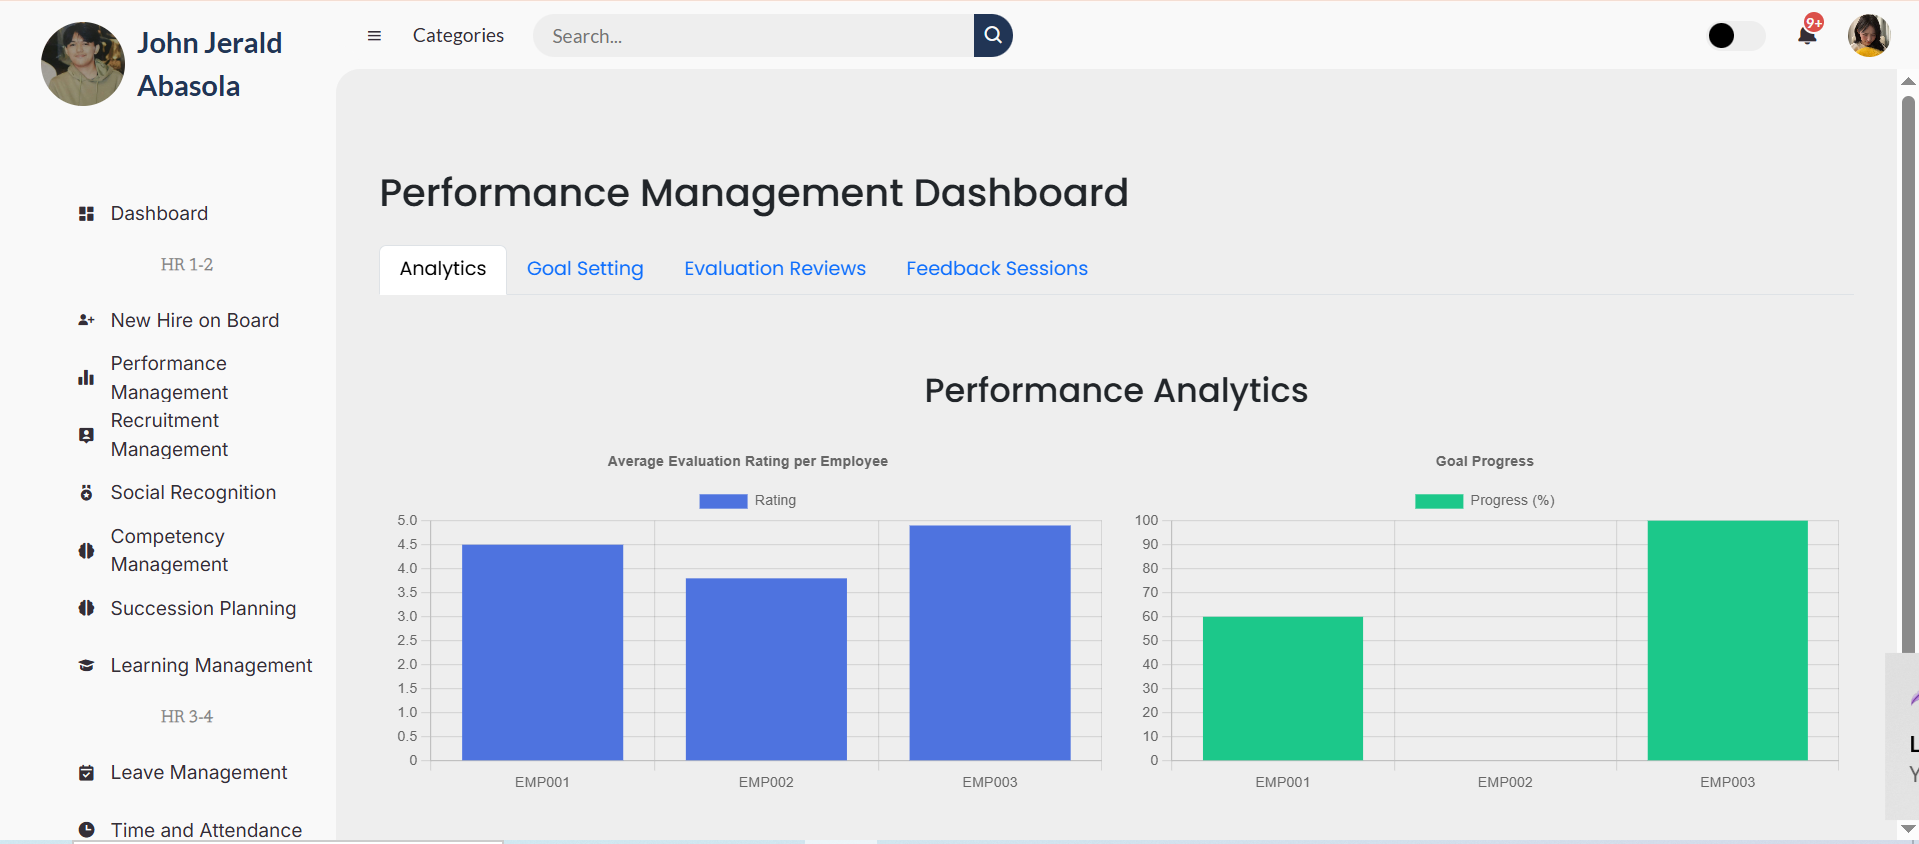 John Jerald
Abasola
Categories
Search...
9+
Dashboard
HR 1-2
New Hire on Board
Performance
Management
Recruitment
Management
Social Recognition
Competency
Management
Succession Planning
Learning Management
HR 3-4
Leave Management
Time and Attendance
Performance Management Dashboard
Analytics
Goal Setting
Evaluation Reviews
Feedback Sessions
Performance Analytics
Average Evaluation Rating per Employee
Rating
5.0
4.5
4.0
3.5
3.0
2.5
2.0
1.5
1.0
0.5
0
EMP001
EMP002
EMP003
Goal Progress
Progress (%)
100
90
80
70
60
50
40
30
20
10
0
EMP001
EMP002
EMP003